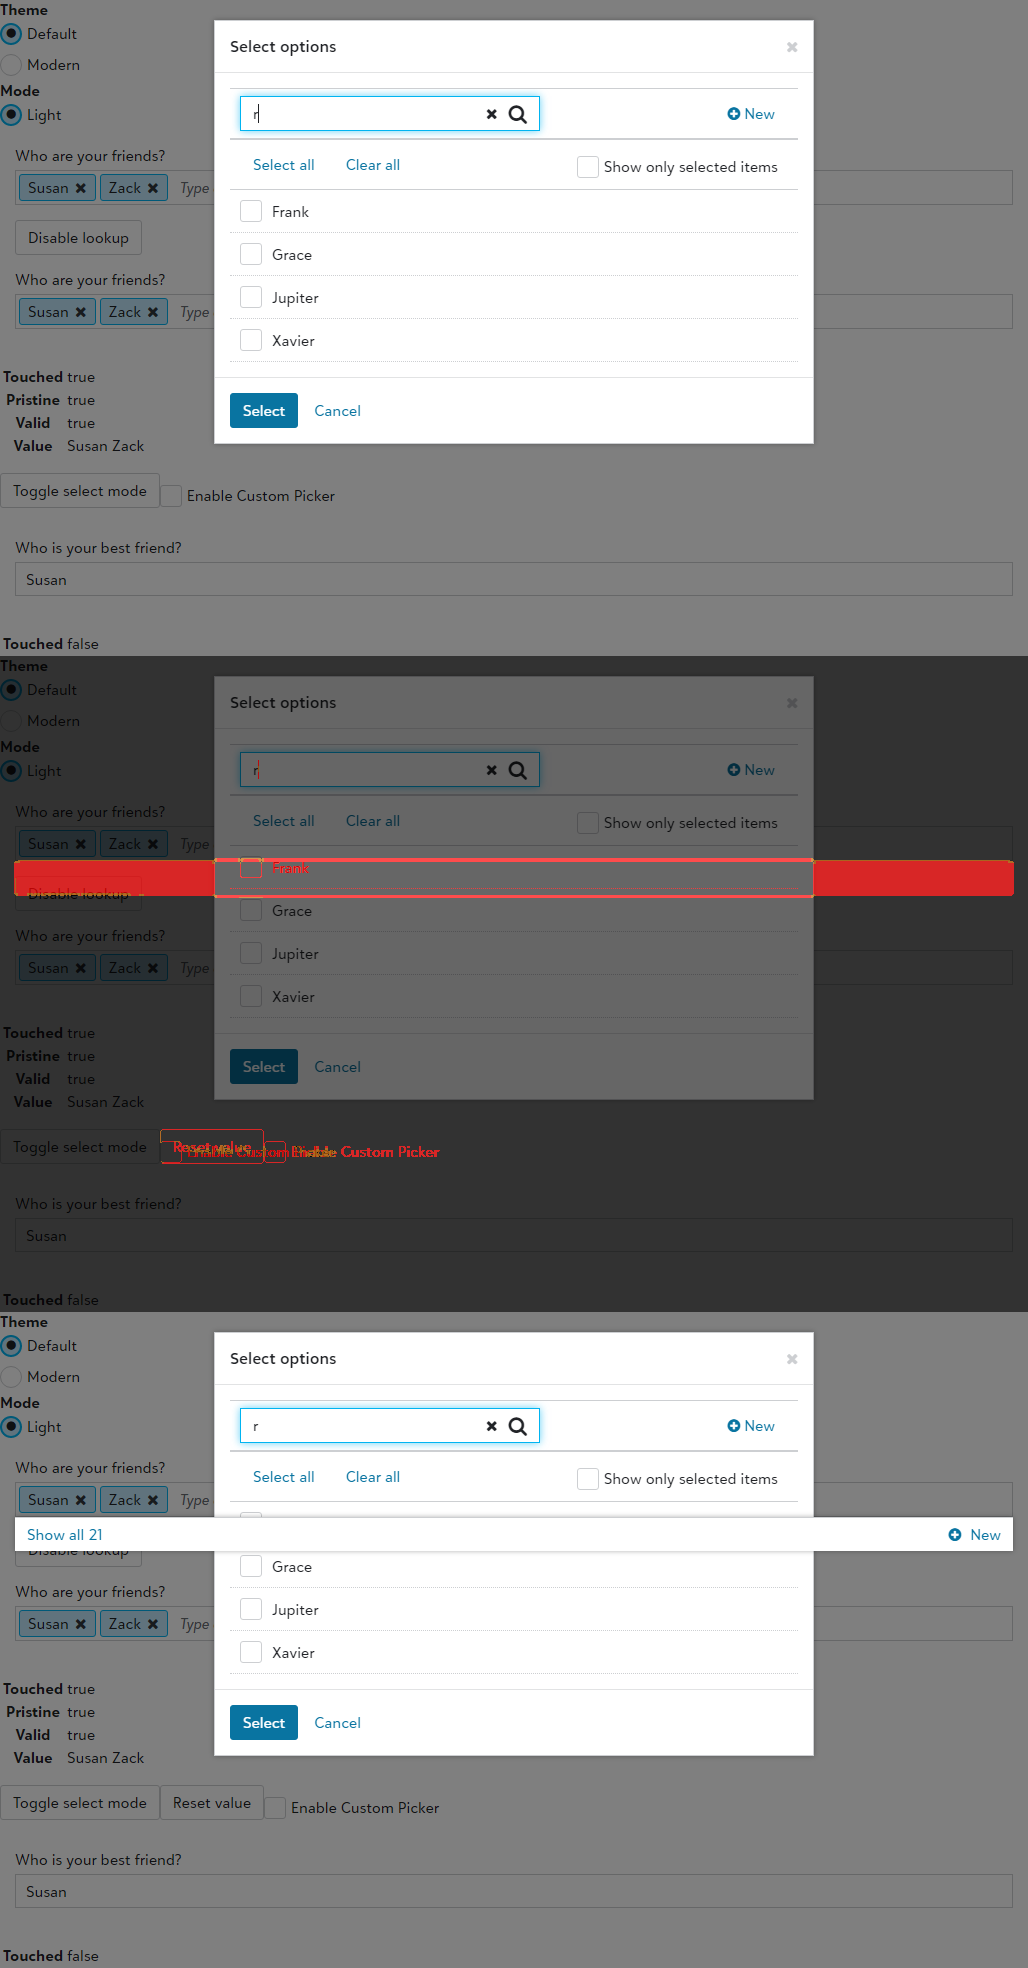 Theme
Default
Select options
Modern
Mode
Light
r
New
Who are your friends?
Select all Clear all Show only selected items
Susan Zack Type
Frank
Disable lookup
Grace
Who are your friends?
Jupiter
Susan Zack Type
Xavier
Touched true
Pristine true
Select Cancel
Valid true
Value Susan Zack
Toggle select mode Enable Custom Picker
Who is your best friend?
Susan
Touched false
Theme
Default
Select options
Modern
Mode
Light
r
New
Who are your friends?
Select all Clear all Show only selected items
Susan Zack Type
Frank
Disable lookup
Grace
Who are your friends?
Jupiter
Susan Zack Type
Xavier
Touched true
Pristine true
Select Cancel
Valid true
Value Susan Zack
Toggle select mode Reset value Enable Custom Picker
Who is your best friend?
Susan
Touched false
Theme
Default
Select options
Modern
Mode
Light
r
New
Who are your friends?
Select all Clear all Show only selected items
Susan Zack Type
Show all 21 New
Disable lookup
Grace
Who are your friends?
Jupiter
Susan Zack Type
Xavier
Touched true
Pristine true
Select Cancel
Valid true
Value Susan Zack
Toggle select mode Reset value Enable Custom Picker
Who is your best friend?
Susan
Touched false